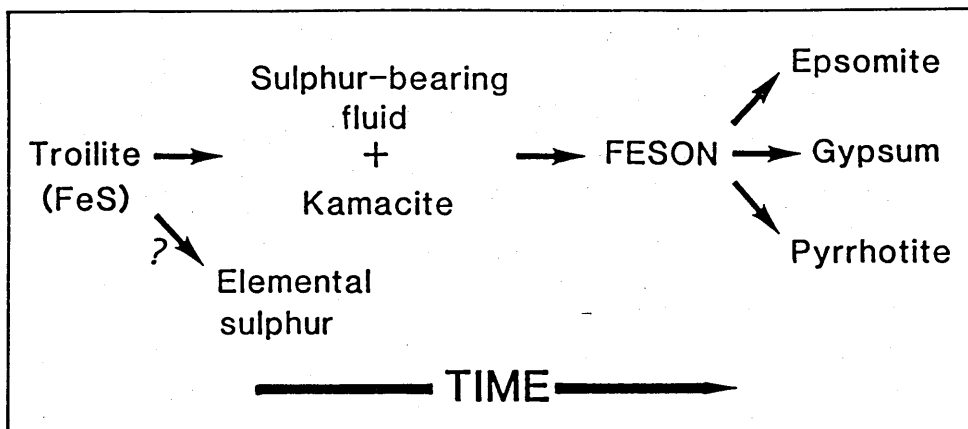 Troilite
(FeS)
?
Elemental
sulphur
Sulphur-bearing
fluid
+
Kamacite
FESON
Epsomite
Gypsum
Pyrrhotite
TIME